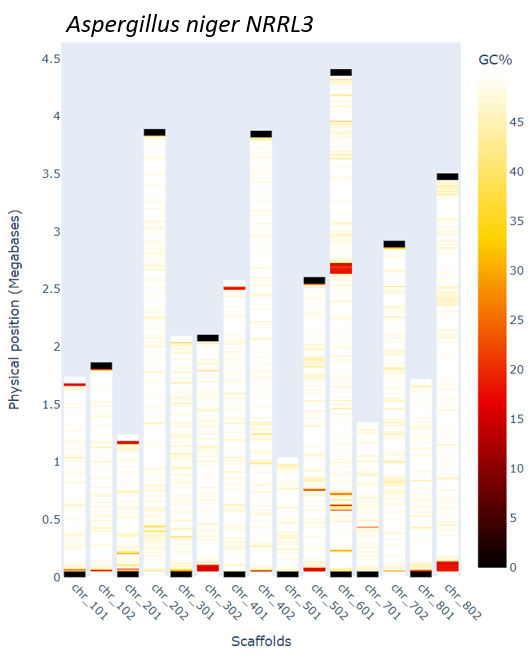 Aspergillus niger NRRL3
GC%
4.5
4
3.5
3
2.5
2
1.5
1
0.5
0
Physical position (Megabases)
45
40
35
30
25
20
15
10
5
0
chr_101
chr_102
chr_201
chr_202
chr_301
chr_302
chr_401
chr_402
chr_501
chr_502
chr_601
chr_701
chr_702
chr_801
chr_802
Scaffolds